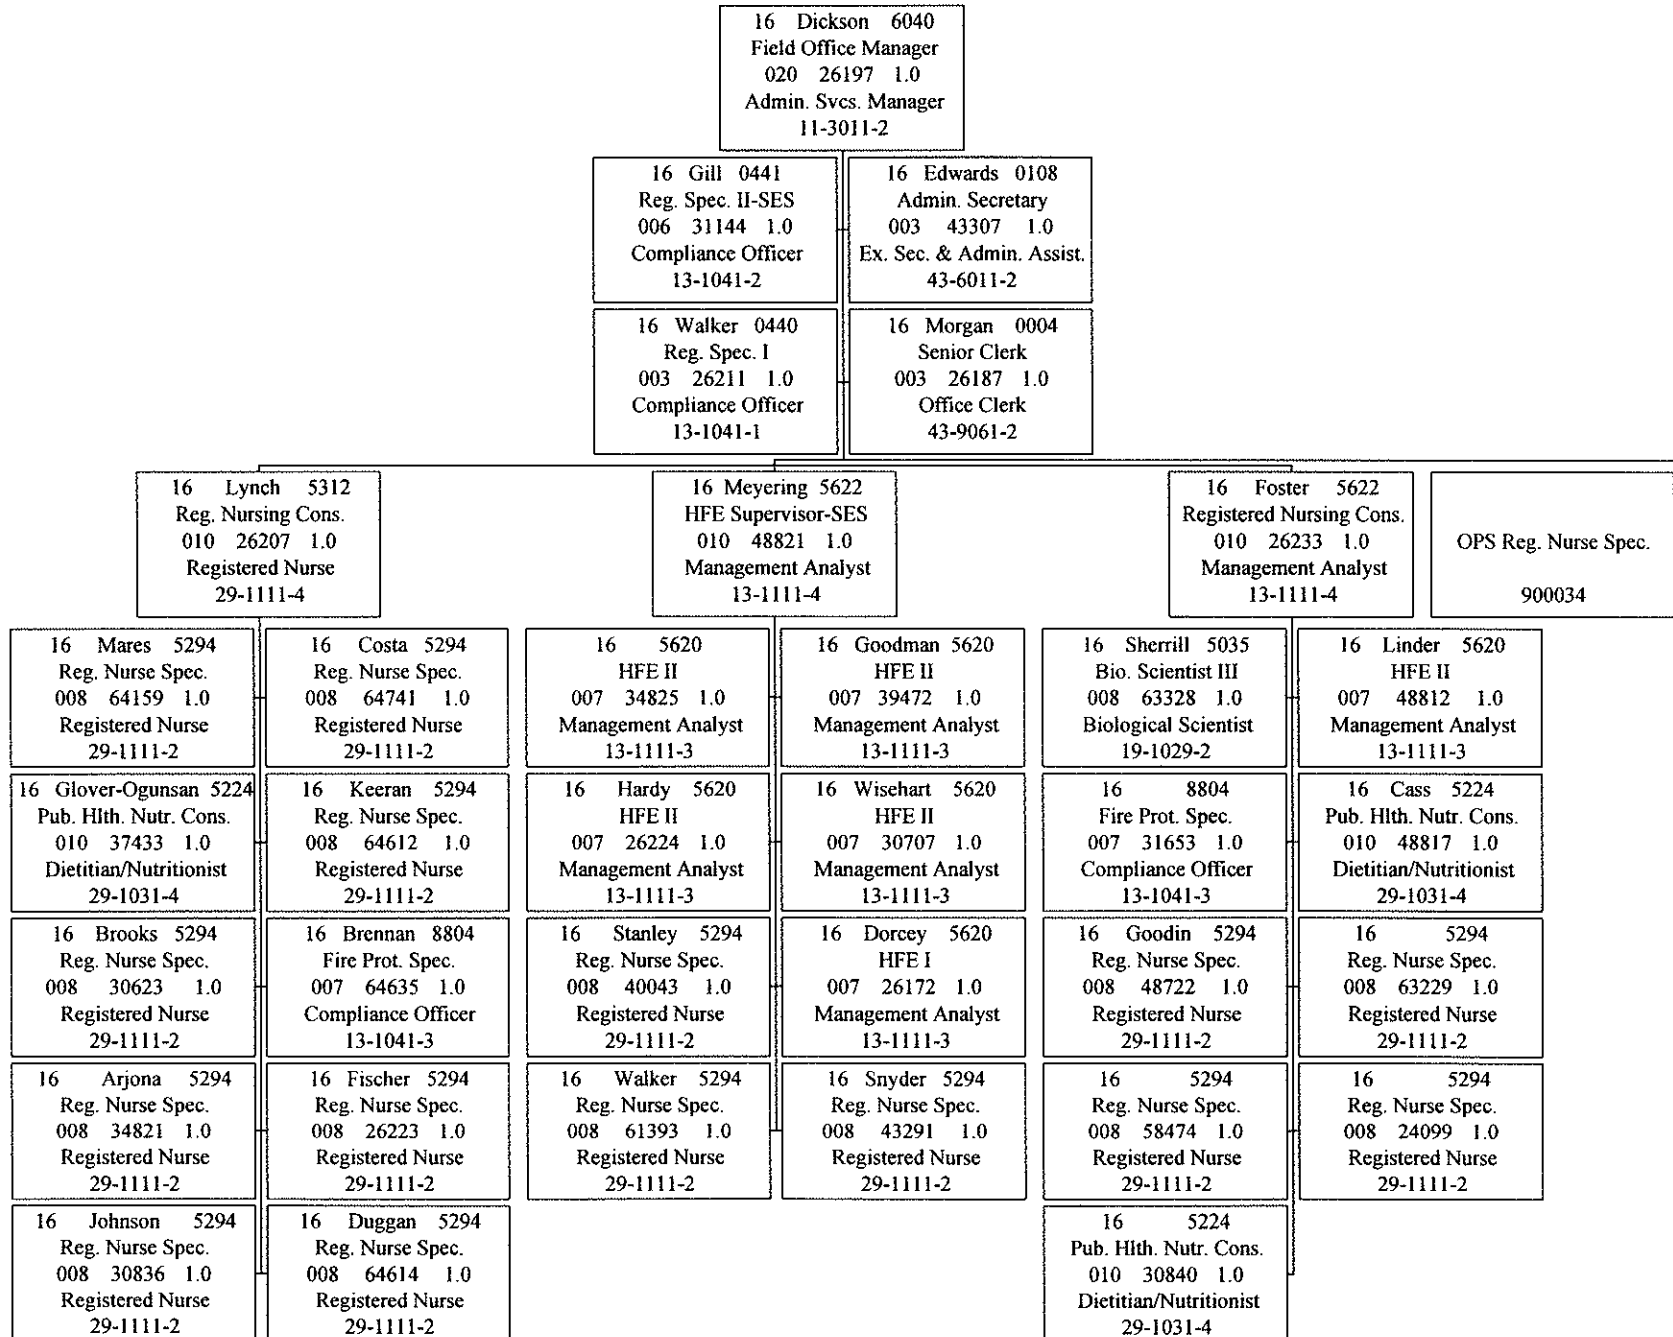 16 Dickson 6040
Field Office Manager
020 26197 1.0
Admin. Svcs. Manager
11-3011-2
16 Gill 0441
Reg. Spec. II-SES
006 31144 1.0
Compliance Officer
13-1041-2
16 Edwards 0108
Admin. Secretary
003 43307 1.0
Ex. Sec. & Admin. Assist.
43-6011-2
16 Walker 0440
Reg. Spec. I
003 26211 1.0
Compliance Officer
13-1041-1
16 Morgan 0004
Senior Clerk
003 26187 1.0
Office Clerk
43-9061-2
16 Lynch 5312
Reg. Nursing Cons.
010 26207 1.0
Registered Nurse
29-1111-4
16 Meyering 5622
HFE Supervisor-SES
010 48821 1.0
Management Analyst
13-1111-4
16 Foster 5622
Registered Nursing Cons.
010 26233 1.0
Management Analyst
13-1111-4
OPS Reg. Nurse Spec.
900034
16 Mares 5294
Reg. Nurse Spec.
008 64159 1.0
Registered Nurse
29-1111-2
16 Costa 5294
Reg. Nurse Spec.
008 64741 1.0
Registered Nurse
29-1111-2
16 5620
HFE II
007 34825 1.0
Management Analyst
13-1111-3
16 Goodman 5620
HFE II
007 39472 1.0
Management Analyst
13-1111-3
16 Sherrill 5035
Bio. Scientist III
008 63328 1.0
Biological Scientist
19-1029-2
16 Linder 5620
HFE II
007 48812 1.0
Management Analyst
13-1111-3
16 Glover-Ogunsan 5224
Pub. Hlth. Nutr. Cons.
010 37433 1.0
Dietitian/Nutritionist
29-1031-4
16 Keeran 5294
Reg. Nurse Spec.
008 64612 1.0
Registered Nurse
29-1111-2
16 Hardy 5620
HFE II
007 26224 1.0
Management Analyst
13-1111-3
16 Wisehart 5620
HFE II
007 30707 1.0
Management Analyst
13-1111-3
16 8804
Fire Prot. Spec.
007 31653 1.0
Compliance Officer
13-1041-3
16 Cass 5224
Pub. Hlth. Nutr. Cons.
010 48817 1.0
Dietitian/Nutritionist
29-1031-4
16 Brooks 5294
Reg. Nurse Spec.
008 30623 1.0
Registered Nurse
29-1111-2
16 Brennan 8804
Fire Prot. Spec.
007 64635 1.0
Compliance Officer
13-1041-3
16 Stanley 5294
Reg. Nurse Spec.
008 40043 1.0
Registered Nurse
29-1111-2
16 Dorcey 5620
HFE I
007 26172 1.0
Management Analyst
13-1111-3
16 Goodin 5294
Reg. Nurse Spec.
008 48722 1.0
Registered Nurse
29-1111-2
16 5294
Reg. Nurse Spec.
008 63229 1.0
Registered Nurse
29-1111-2
16 Arjona 5294
Reg. Nurse Spec.
008 34821 1.0
Registered Nurse
29-1111-2
16 Fischer 5294
Reg. Nurse Spec.
008 26223 1.0
Registered Nurse
29-1111-2
16 Walker 5294
Reg. Nurse Spec.
008 61393 1.0
Registered Nurse
29-1111-2
16 Snyder 5294
Reg. Nurse Spec.
008 43291 1.0
Registered Nurse
29-1111-2
16 5294
Reg. Nurse Spec.
008 58474 1.0
Registered Nurse
29-1111-2
16 5294
Reg. Nurse Spec.
008 24099 1.0
Registered Nurse
29-1111-2
16 Johnson 5294
Reg. Nurse Spec.
008 30836 1.0
Registered Nurse
29-1111-2
16 Duggan 5294
Reg. Nurse Spec.
008 64614 1.0
Registered Nurse
29-1111-2
16 5224
Pub. Hlth. Nutr. Cons.
010 30840 1.0
Dietitian/Nutritionist
29-1031-4